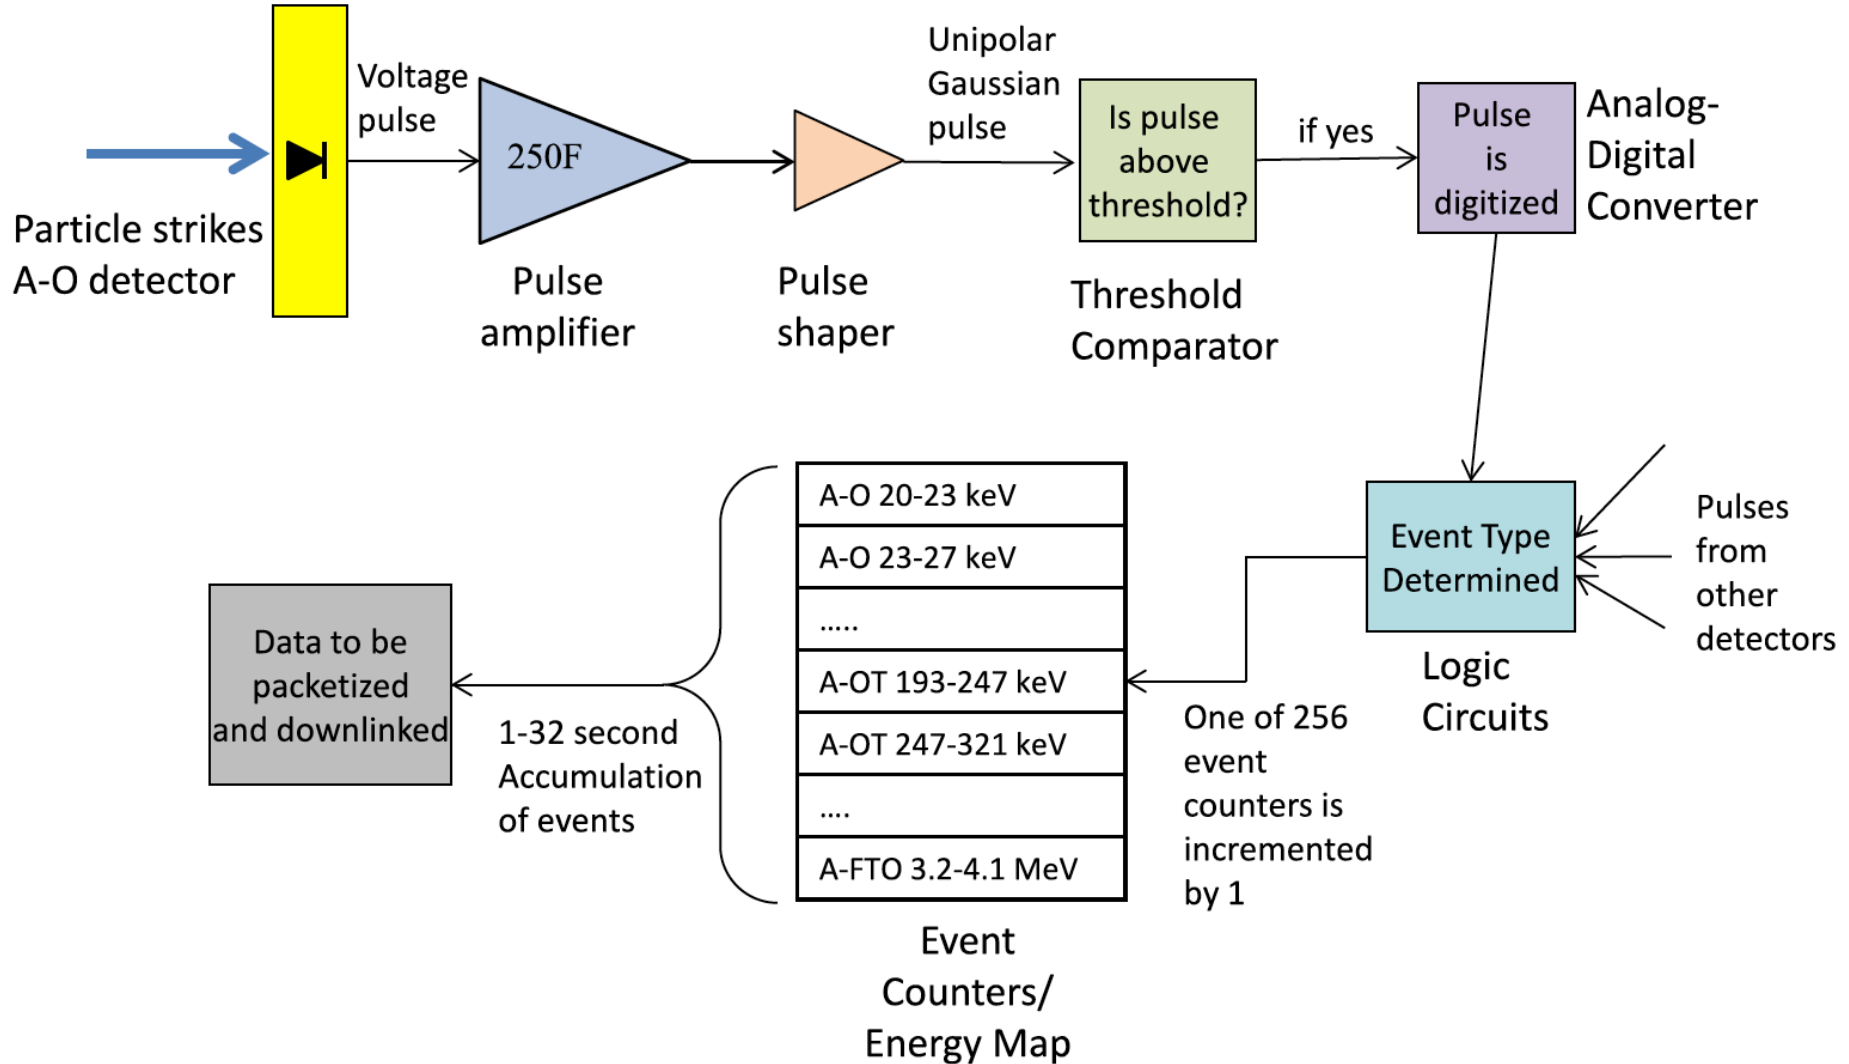 Particle strikes
A-O detector
Voltage
pulse
250F
Pulse
amplifier
Pulse
shaper
Unipolar
Gaussian
pulse
Is pulse
above
threshold?
Threshold
Comparator
if yes
Pulse
is
digitized
Analog-
Digital
Converter
Event Type
Determined
Logic
Circuits
Pulses
from
other
detectors
One of 256
event
counters is
incremented
by 1
A-O 20-23 keV
A-O 23-27 keV
.....
A-OT 193-247 keV
A-OT 247-321 keV
....
A-FTO 3.2-4.1 MeV
Event
Counters/
Energy Map
1-32 second
Accumulation
of events
Data to be
packetized
and downlinked